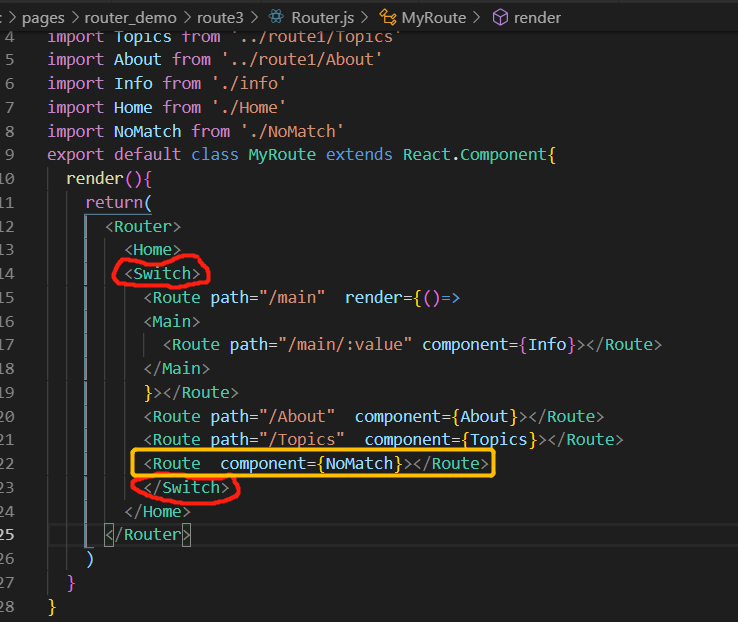 : > pages > router_demo > route3 > Router.js > MyRoute > render
4 import Topics from '../route1/Topics'
5 import About from '../route1/About'
6 import Info from './info'
7 import Home from './Home'
8 import NoMatch from './NoMatch'
9 export default class MyRoute extends React.Component{
10 render(){
11 return(
12 <Router>
13 <Home>
14 <Switch>
15 <Route path="/main" render={()=>
16 <Main>
17 <Route path="/main/:value" component={Info}></Route>
18 </Main>
19 }></Route>
20 <Route path="/About" component={About}></Route>
21 <Route path="/Topics" component={Topics}></Route>
22 <Route component={NoMatch}></Route>
23 </Switch>
24 </Home>
25 </Router>
26 )
27 }
28 }